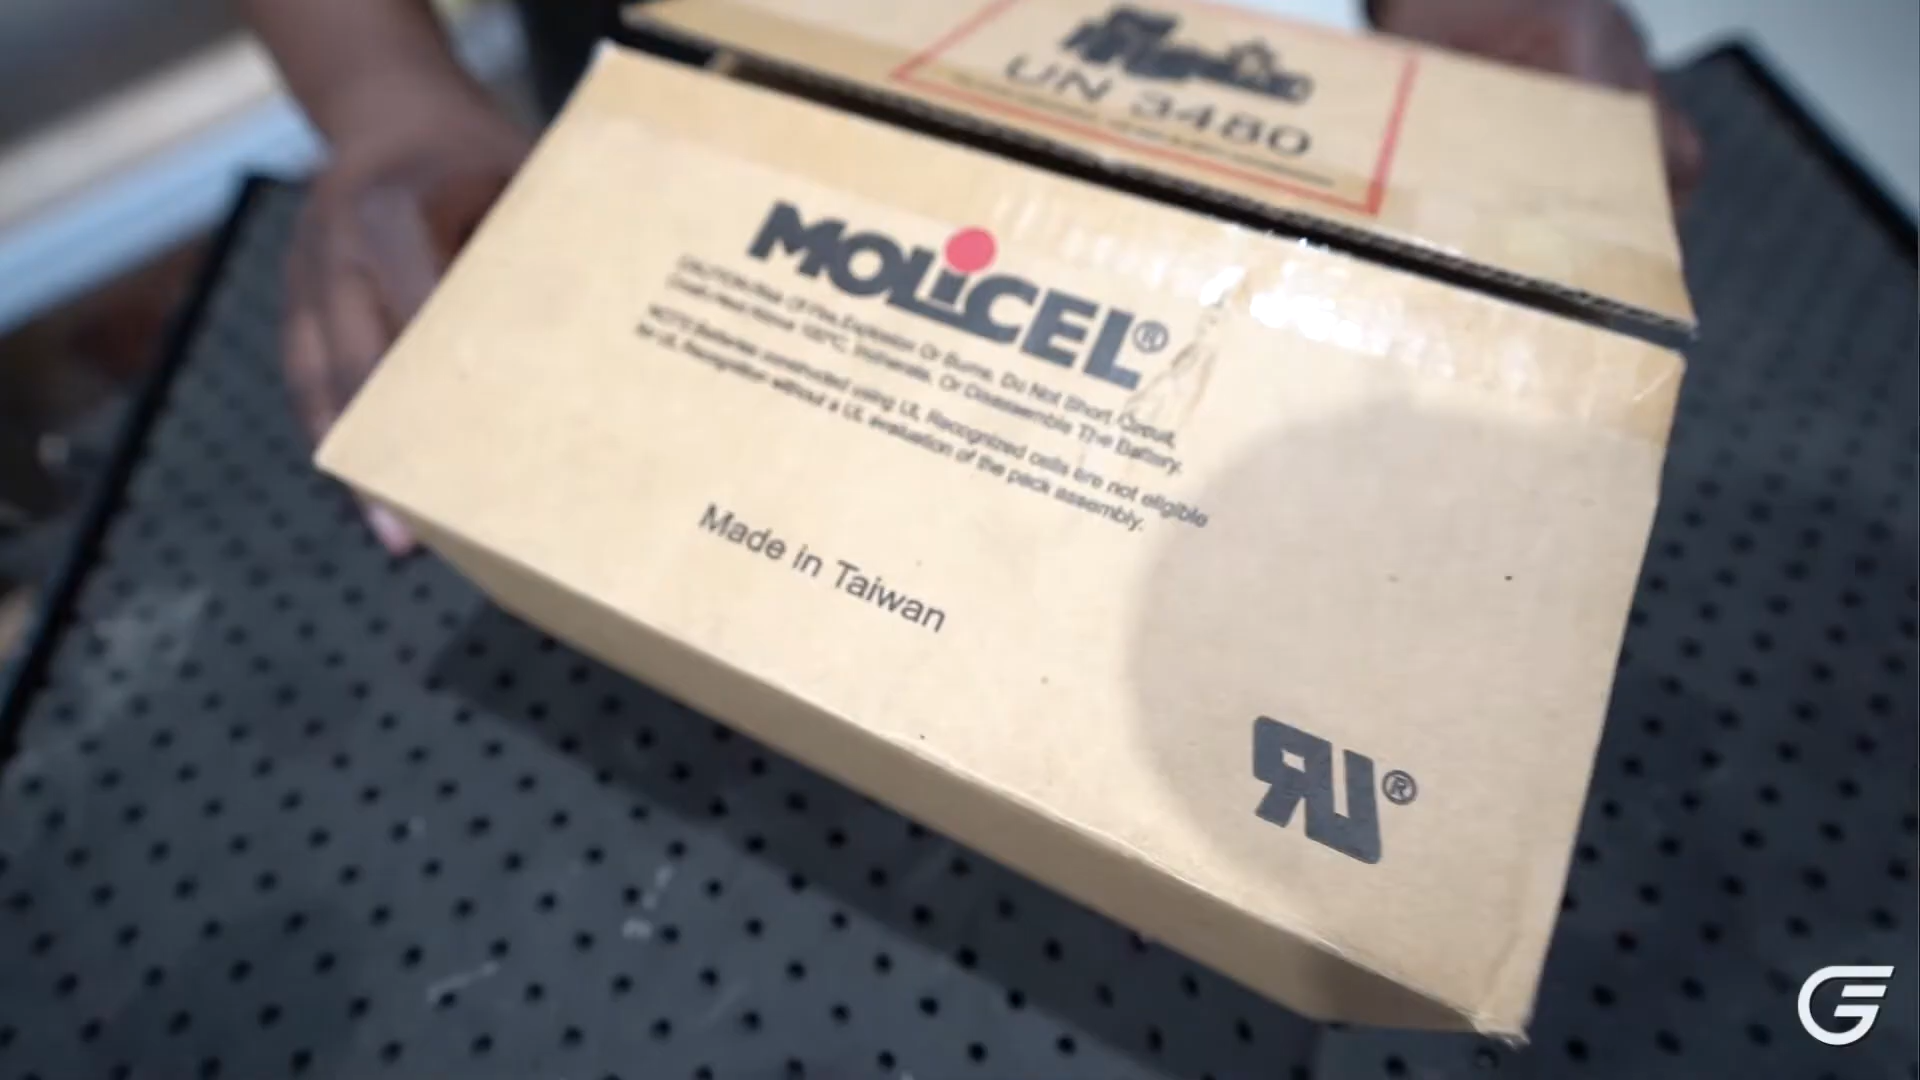 UN 3480
MOLiCEL®
CAUTION:Risk Of Fire, Explosion Or Burns. Do Not Short Circuit,
Crush, Heat Above 100°C, Incinerate, Or Disassemble The Battery.
NOTE:Batteries constructed using UL Recognized cells are not eligible
for UL Recognition without a UL evaluation of the pack assembly.
Made in Taiwan
RU®